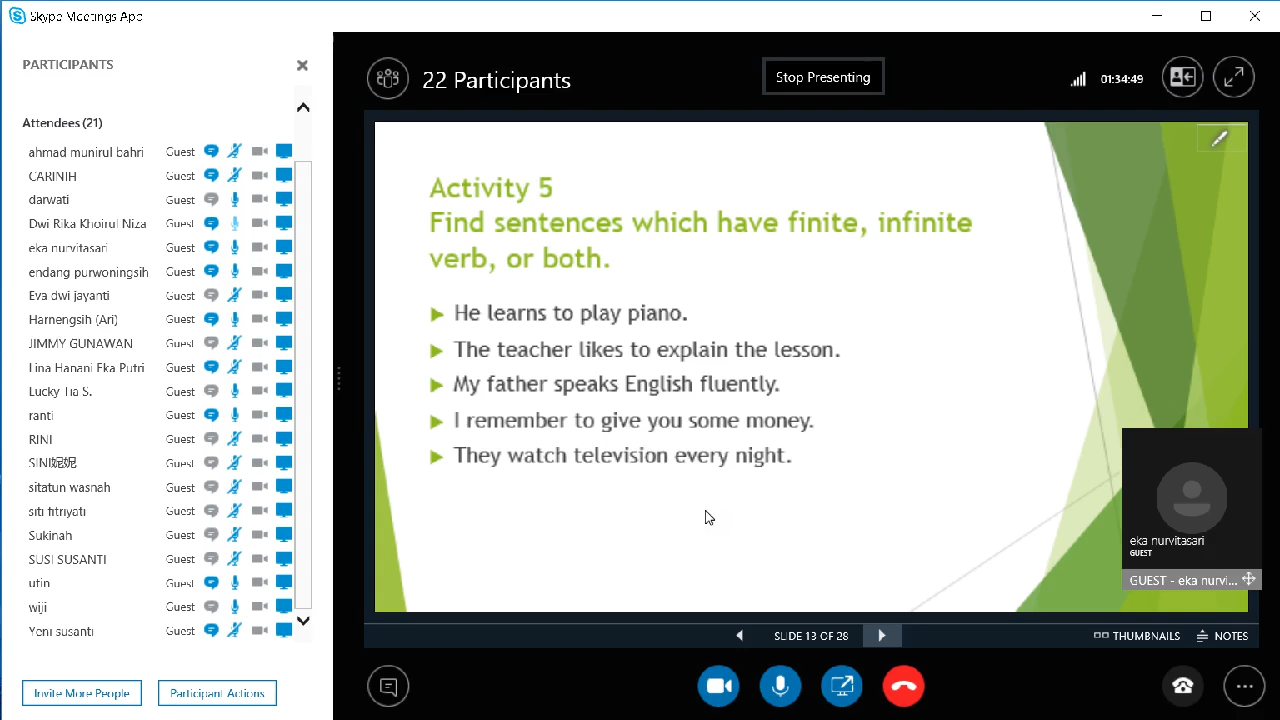 Skype Meetings App
PARTICIPANTS
Attendees (21)
ahmad munirul bahri Guest
CARINIH Guest
darwati Guest
Dwi Rika Khoirul Niza Guest
eka nurvitasari Guest
endang purwoningsih Guest
Eva dwi jayanti Guest
Harnengsih (Ari) Guest
JIMMY GUNAWAN Guest
Lina Hanani Eka Putri Guest
Lucky Tia S. Guest
ranti Guest
RINI Guest
SINI妮妮 Guest
sitatun wasnah Guest
siti fitriyati Guest
Sukinah Guest
SUSI SUSANTI Guest
utin Guest
wiji Guest
Yeni susanti Guest
Invite More People
Participant Actions
22 Participants
Stop Presenting
01:34:49
Activity 5
Find sentences which have finite, infinite
verb, or both.
He learns to play piano.
The teacher likes to explain the lesson.
My father speaks English fluently.
I remember to give you some money.
They watch television every night.
eka nurvitasari
GUEST
GUEST - eka nurvi...
SLIDE 13 OF 28
THUMBNAILS
NOTES